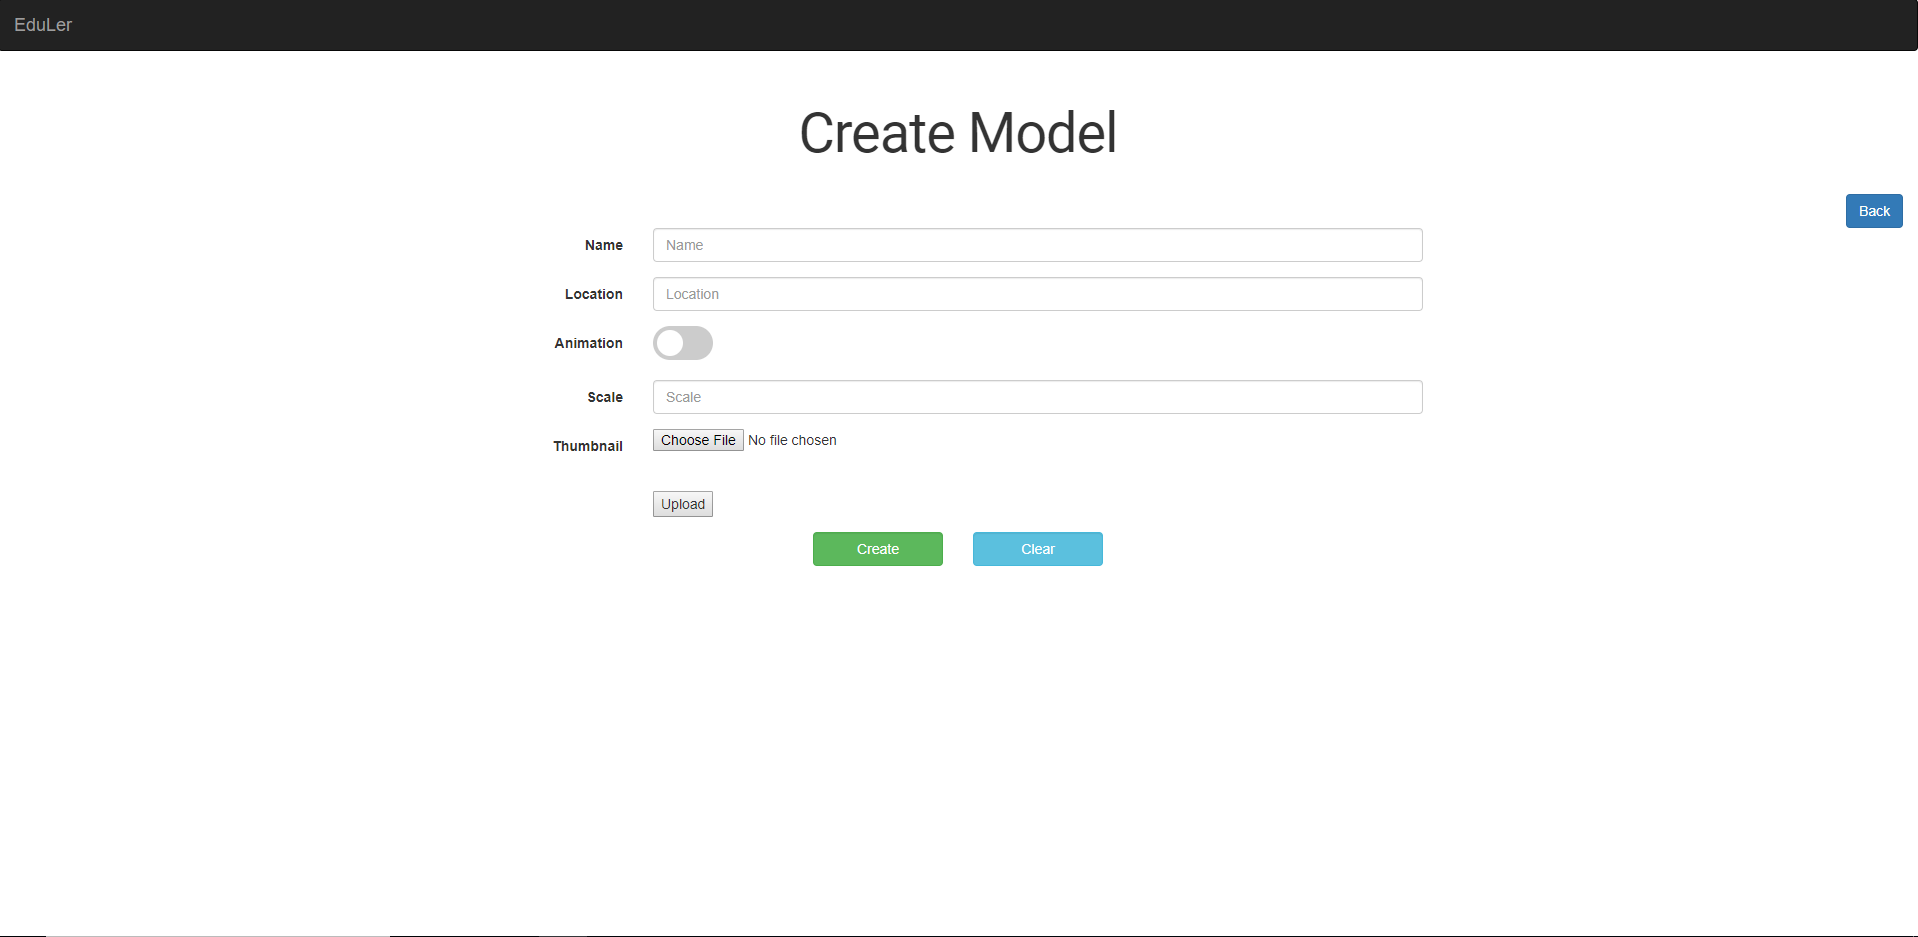 EduLer
Create Model
Back
Name Name
Location Location
Animation
Scale Scale
Thumbnail Choose File No file chosen
Upload
Create Clear